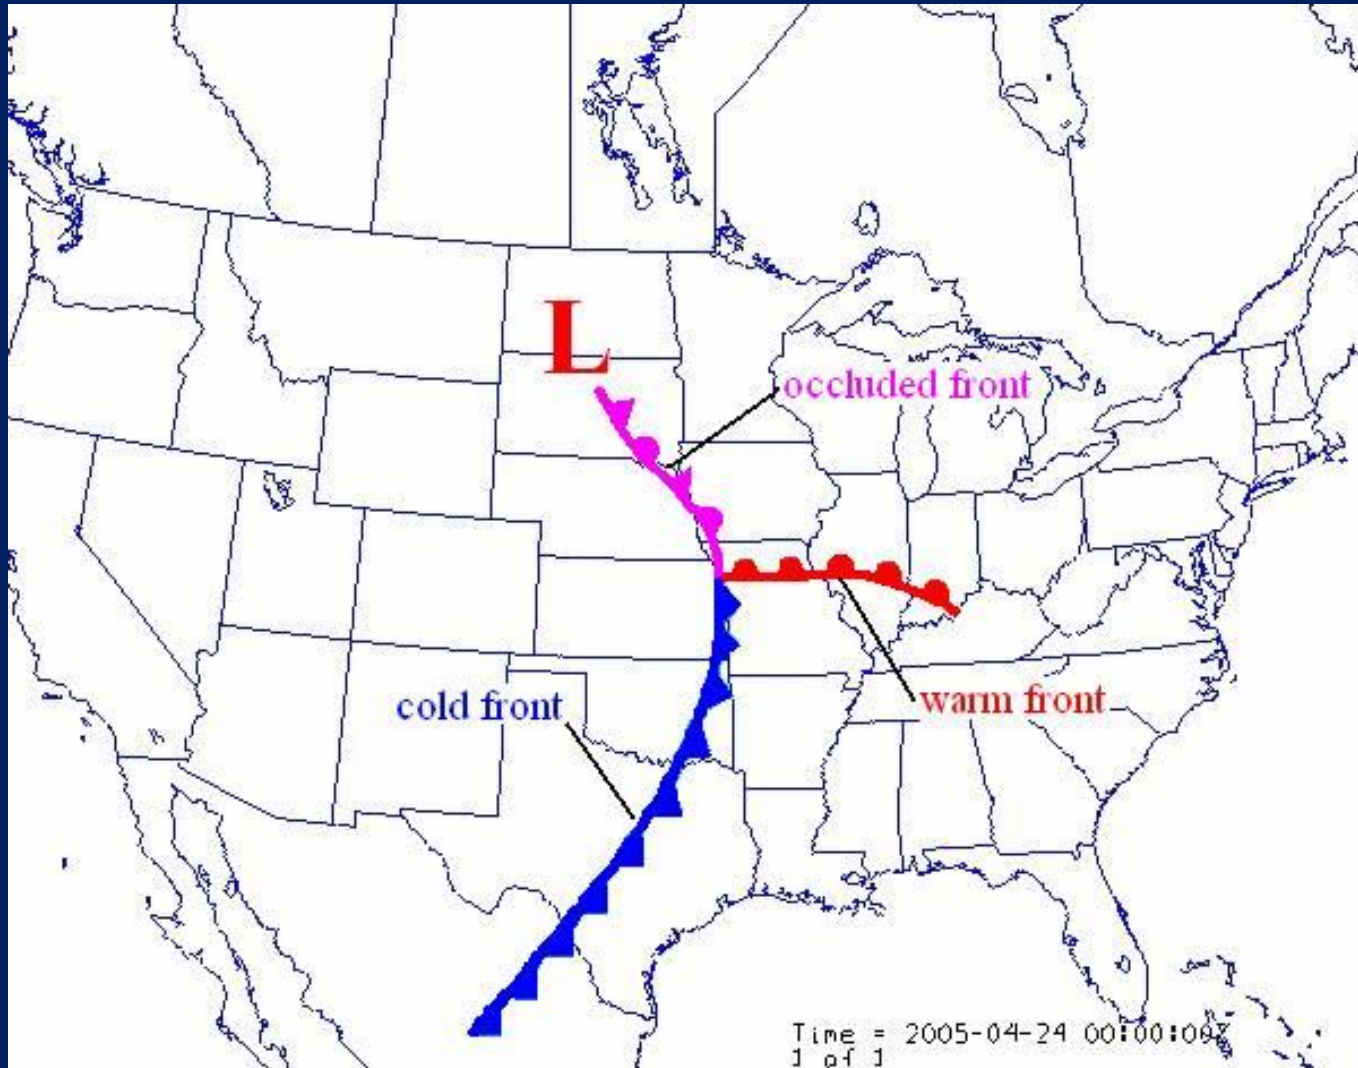 L
occluded front
warm front
cold front
Time = 2005-04-24 00:00:00Z
1 of 1